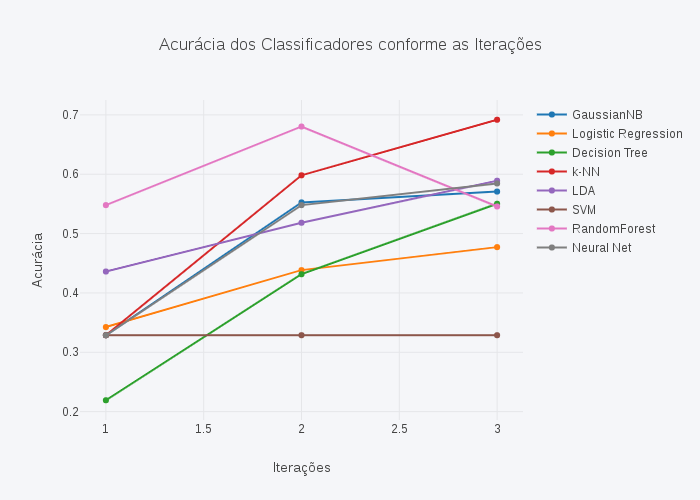 Acurácia dos Classificadores conforme as Iterações
0.7
0.6
0.5
0.4
0.3
0.2
Acurácia
1
1.5
2
2.5
3
Iterações
GaussianNB
Logistic Regression
Decision Tree
k-NN
LDA
SVM
RandomForest
Neural Net